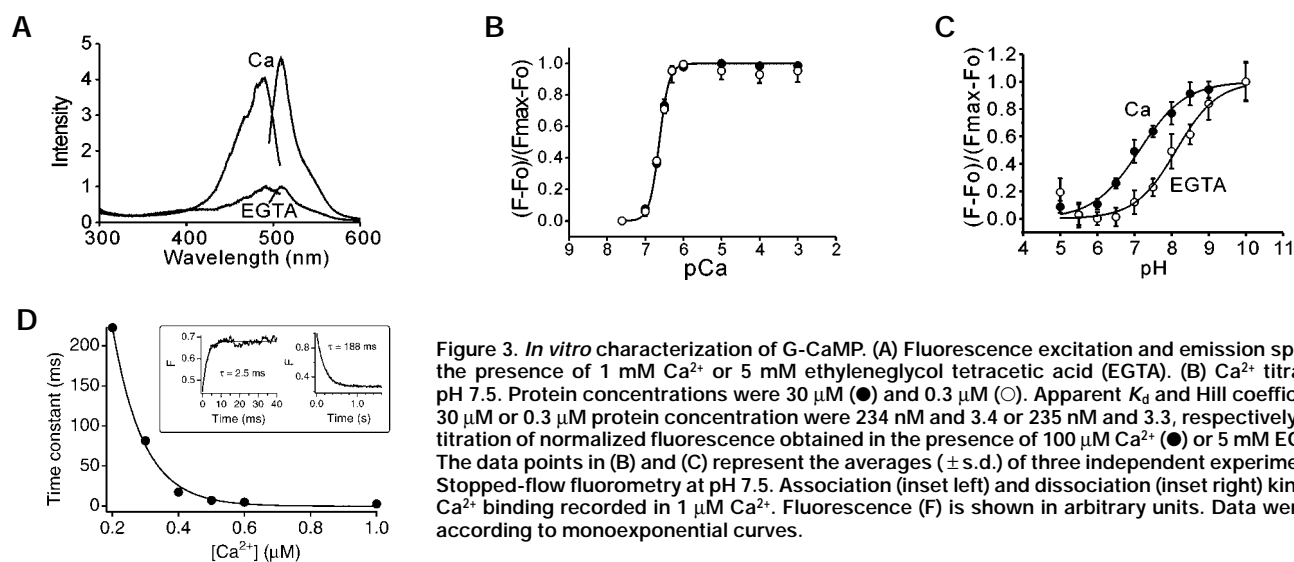 A
Intensity
5
4
3
2
1
0
Ca
EGTA
300 400 500 600
Wavelength (nm)
B
(F-Fo)/(Fmax-Fo)
1.0
0.8
0.6
0.4
0.2
0.0
9 8 7 6 5 4 3 2
pCa
C
(F-Fo)/(Fmax-Fo)
1.2
1.0
0.8
0.6
0.4
0.2
0.0
Ca
EGTA
4 5 6 7 8 9 10 11
pH
D
Time constant (ms)
200
150
100
50
0
0.2 0.4 0.6 0.8 1.0
[Ca²⁺] (μM)
F
0.7
0.6
0.5
τ = 2.5 ms
0 10 20 30 40
Time (ms)
F
0.8
0.4
τ = 188 ms
0.0 1.0
Time (s)
Figure 3. In vitro characterization of G-CaMP. (A) Fluorescence excitation and emission sp
the presence of 1 mM Ca²⁺ or 5 mM ethyleneglycol tetracetic acid (EGTA). (B) Ca²⁺ titra
pH 7.5. Protein concentrations were 30 μM (●) and 0.3 μM (○). Apparent Kd and Hill coeffic
30 μM or 0.3 μM protein concentration were 234 nM and 3.4 or 235 nM and 3.3, respectively
titration of normalized fluorescence obtained in the presence of 100 μM Ca²⁺ (●) or 5 mM EG
The data points in (B) and (C) represent the averages (±s.d.) of three independent experime
Stopped-flow fluorometry at pH 7.5. Association (inset left) and dissociation (inset right) kin
Ca²⁺ binding recorded in 1 μM Ca²⁺. Fluorescence (F) is shown in arbitrary units. Data wer
according to monoexponential curves.